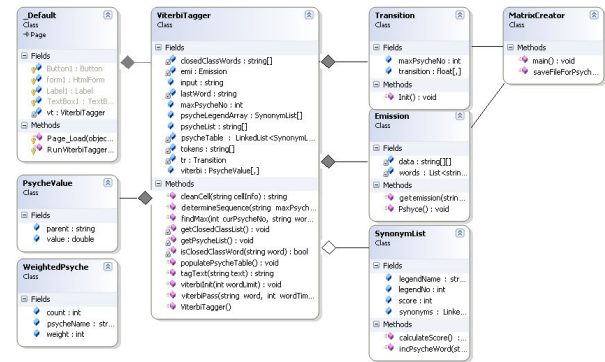 _Default
Class
Page
Fields
Button1 : Button
form1 : HtmlForm
Label1 : Label
TextBox1 : TextB...
vt : ViterbiTagger
Methods
Page_Load(objec...
RunViterbiTagger...
PsycheValue
Class
Fields
parent : string
value : double
WeightedPsyche
Class
Fields
count : int
psycheName : str...
weight : int
ViterbiTagger
Class
Fields
closedClassWords : string[]
emi : Emission
input : string
lastWord : string
maxPsycheNo : int
psycheLegendArray : SynonymList[]
psycheList : string[]
psycheTable : LinkedList<SynonymL...
tokens : string[]
tr : Transition
viterbi : PsycheValue[,]
Methods
cleanCell(string cellInfo) : string
determineSequence(string maxPsych...
findMax(int curPsycheNo, string wor...
getClosedClassList() : void
getPsycheList() : void
isClosedClassWord(string word) : bool
populatePsycheTable() : void
tagText(string text) : string
viterbiInit(int wordLimit) : void
viterbiPass(string word, int wordTim...
ViterbiTagger()
Transition
Class
Fields
maxPsycheNo : int
transition : float[,]
Methods
Init() : void
Emission
Class
Fields
data : string[][]
words : List<strin...
Methods
getemission(strin...
Pshyce() : void
SynonymList
Class
Fields
legendName : str...
legendNo : int
score : int
synonyms : Linke...
Methods
calculateScore() : ...
incPsycheWord(st...
MatrixCreator
Class
Methods
main() : void
saveFileForPsych...